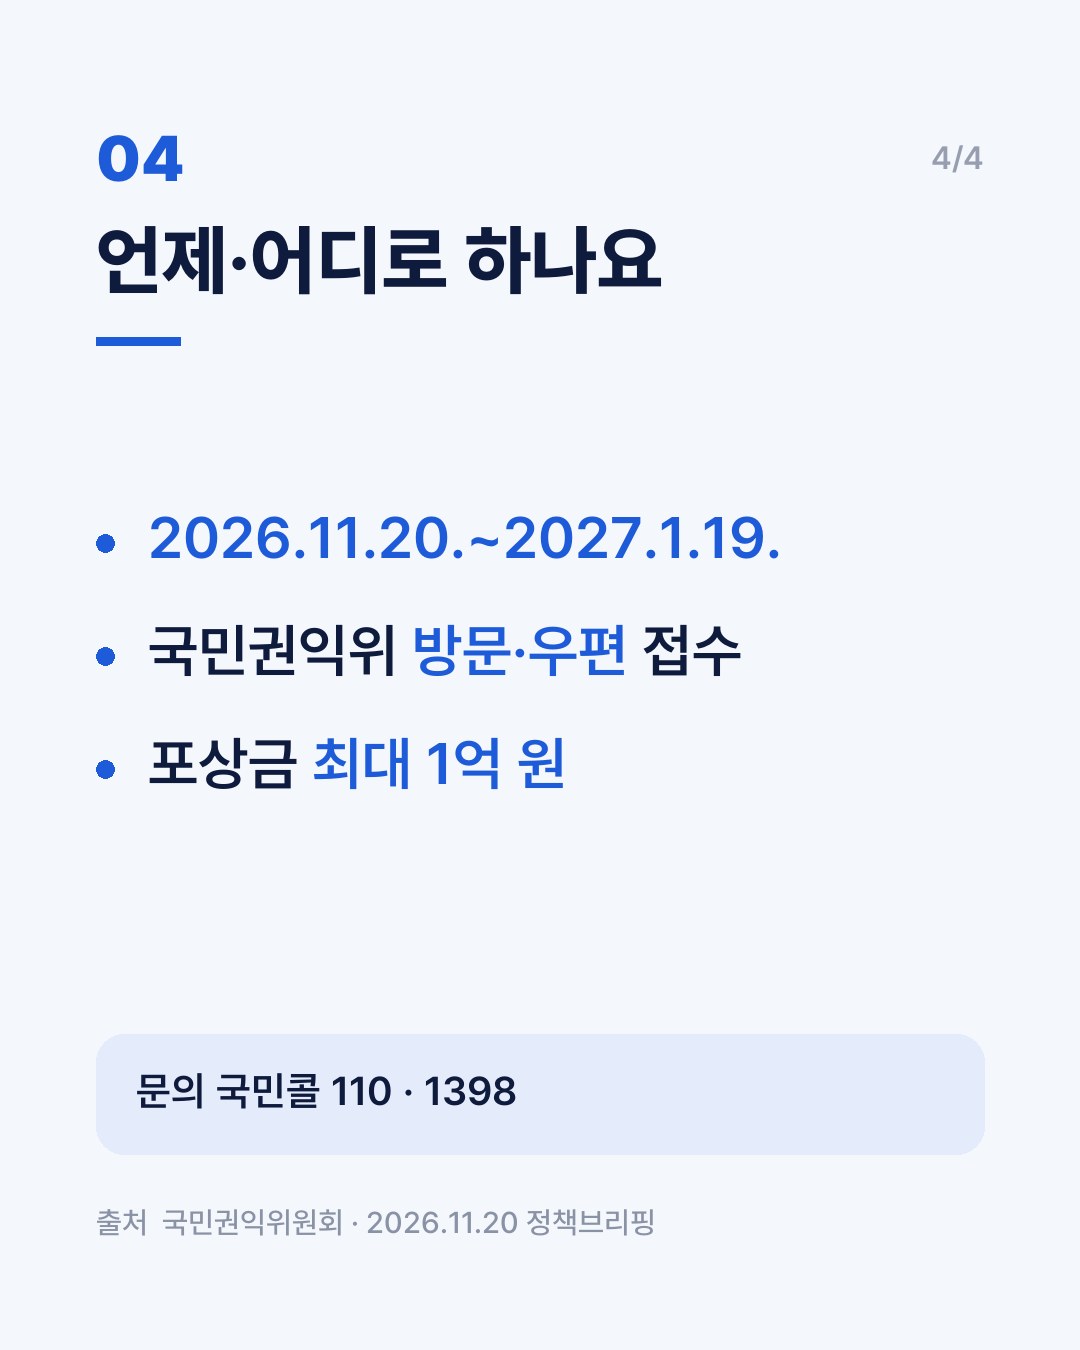 04
4/4
언제·어디로 하나요
• 2026.11.20.~2027.1.19.
• 국민권익위 방문·우편 접수
• 포상금 최대 1억 원
문의 국민콜 110 · 1398
출처 국민권익위원회 · 2026.11.20 정책브리핑